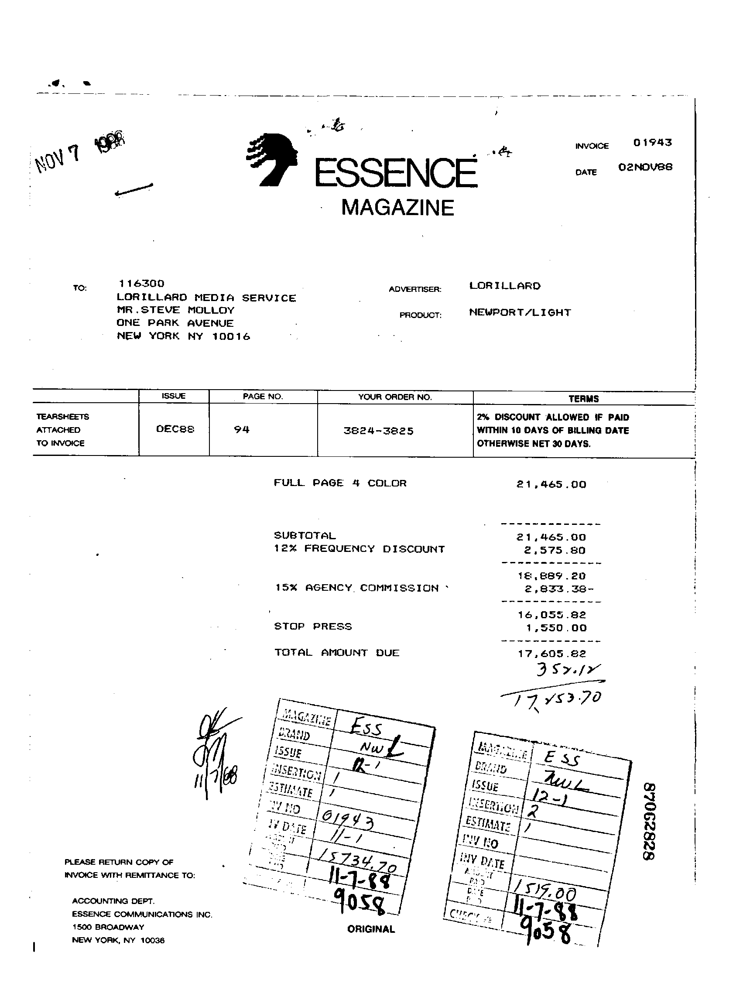 NOV 7 1988
INVOICE 01943
DATE 02NOV88
ESSENCE
MAGAZINE
TO: 116300
LORILLARD MEDIA SERVICE
MR.STEVE MOLLOY
ONE PARK AVENUE
NEW YORK NY 10016
ADVERTISER: LORILLARD
PRODUCT: NEWPORT/LIGHT
ISSUE PAGE NO. YOUR ORDER NO. TERMS
TEARSHEETS
ATTACHED
TO INVOICE
DEC88 94 3824-3825
2% DISCOUNT ALLOWED IF PAID
WITHIN 10 DAYS OF BILLING DATE
OTHERWISE NET 30 DAYS.
FULL PAGE 4 COLOR 21,465.00
SUBTOTAL 21,465.00
12% FREQUENCY DISCOUNT 2,575.80
18,889.20
15% AGENCY COMMISSION 2,833.38-
16,055.82
STOP PRESS 1,550.00
TOTAL AMOUNT DUE 17,605.82
352.12
17,253.70
OK
11/7/88
MAGAZINE ESS
BRAND NWL
ISSUE 12-1
INSERTION 1
ESTIMATE 1
INV NO 01943
INV DATE 11-1
15734.70
11-7-88
9058
MAGAZINE ESS
BRAND NWL
ISSUE 12-1
INSERTION 2
ESTIMATE 1
INV NO
INV DATE
1519.00
11-7-88
9058
87062828
PLEASE RETURN COPY OF
INVOICE WITH REMITTANCE TO:
ACCOUNTING DEPT.
ESSENCE COMMUNICATIONS INC.
1500 BROADWAY
NEW YORK, NY 10036
ORIGINAL